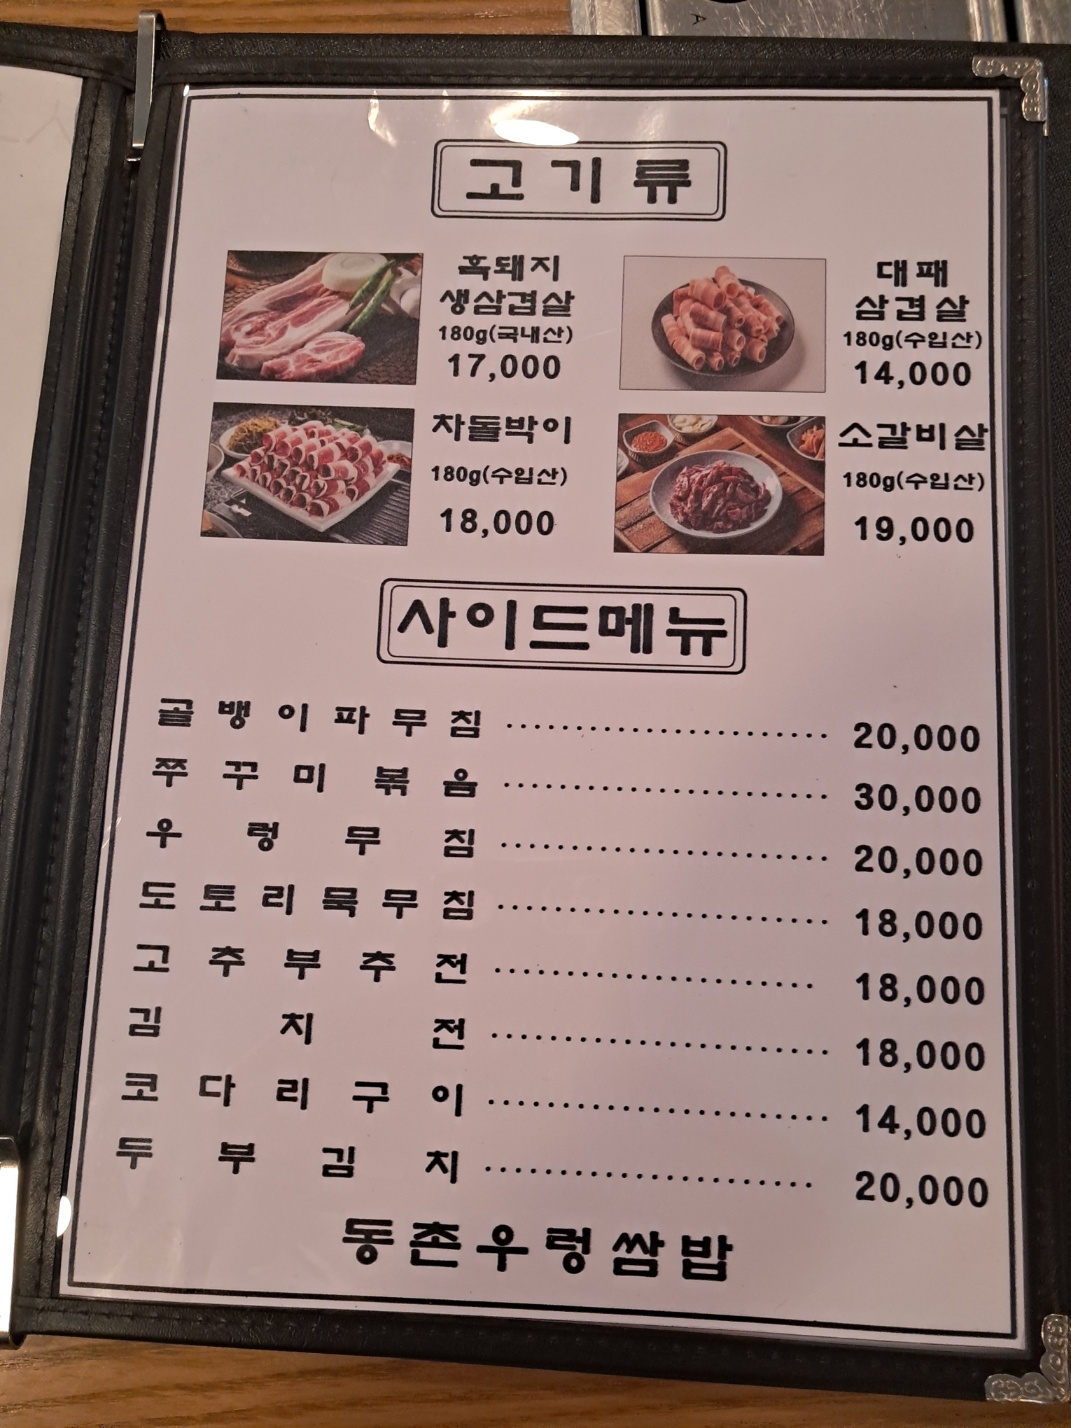 고기류
흑돼지
생삼겹살
180g(국내산)
17,000
대패
삼겹살
180g(수입산)
14,000
차돌박이
180g(수입산)
18,000
소갈비살
180g(수입산)
19,000
사이드메뉴
골뱅이파무침 20,000
쭈꾸미볶음 30,000
우렁무침 20,000
도토리묵무침 18,000
고추부추전 18,000
김치전 18,000
코다리구이 14,000
두부김치 20,000
동촌우렁쌈밥